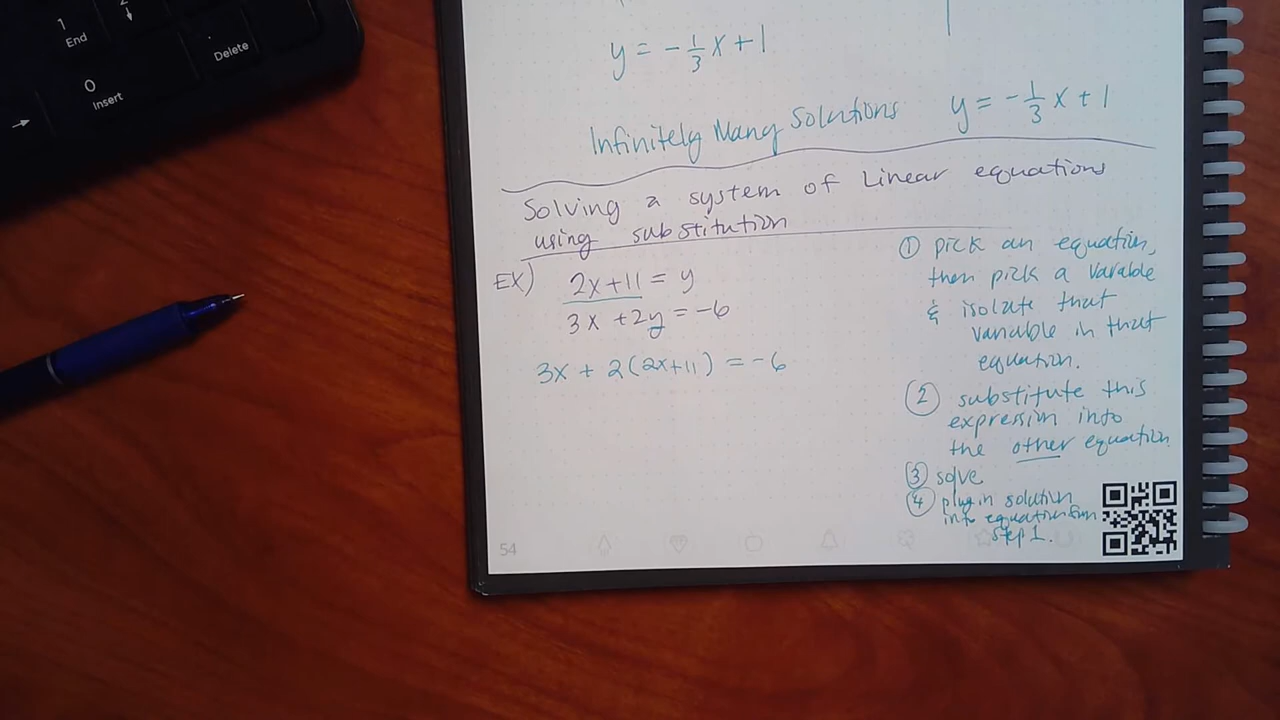 1
End
2
↓
.
Delete
0
Insert
→
y = -1/3 x + 1
Infinitely Many Solutions
y = -1/3 x + 1
Solving a system of Linear equations
using substitution
EX) 2x+11 = y
3x + 2y = -6
3x + 2(2x+11) = -6
① pick an equation,
then pick a variable
& isolate that
variable in that
equation.
② substitute this
expression into
the other equation.
③ solve
④ plug in solution
into equation from
step 1.
54